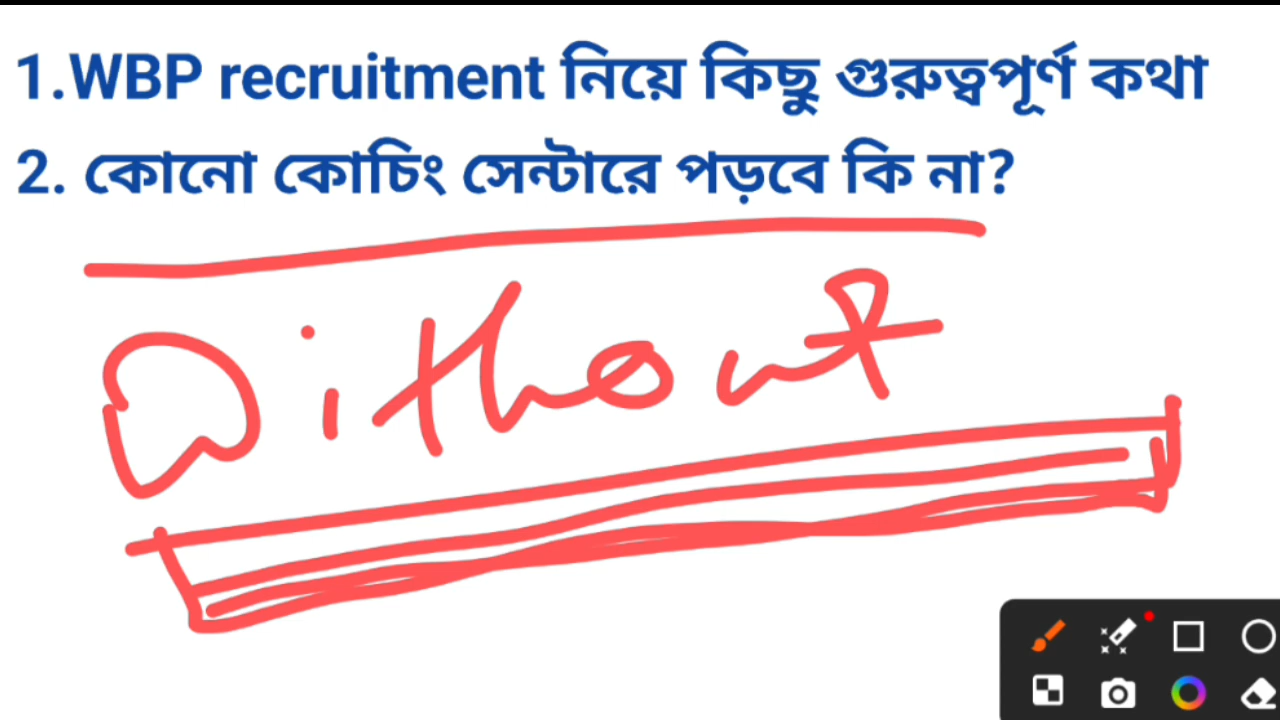 1.WBP recruitment নিয়ে কিছু গুরুত্বপূর্ণ কথা
2. কোনো কোচিং সেন্টারে পড়বে কি না?
Without